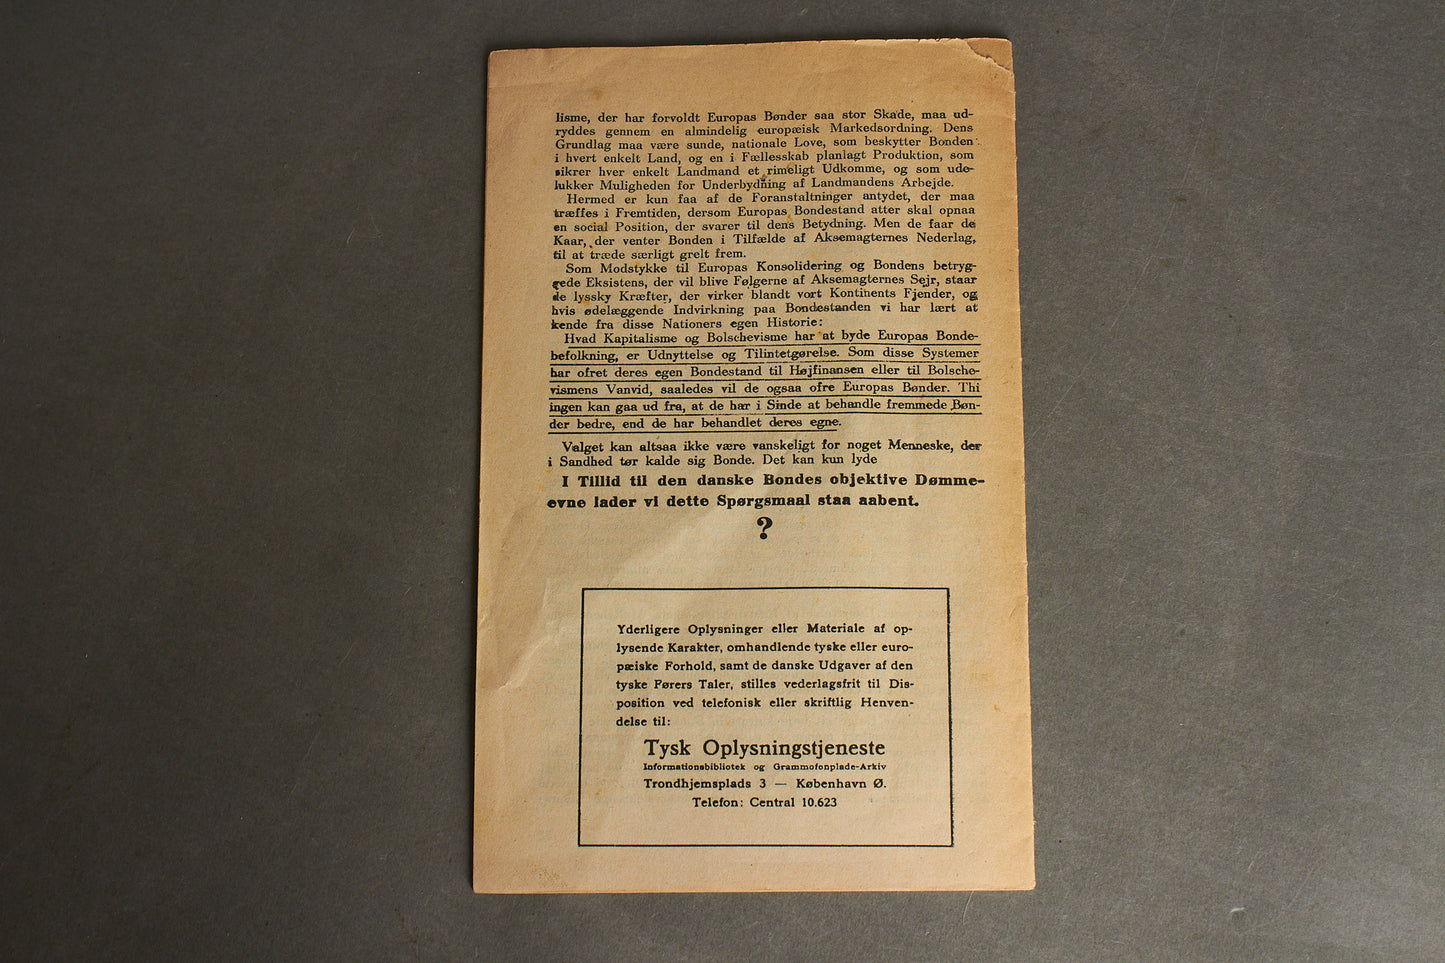 lisme, der har forvoldt Europas Bønder saa stor Skade, maa ud-
ryddes gennem en almindelig europæisk Markedsordning. Dens
Grundlag maa være sunde, nationale Love, som beskytter Bonden
i hvert enkelt Land, og en i Fællesskab planlagt Produktion, som
sikrer hver enkelt Landmand et rimeligt Udkomme, og som ude-
lukker Muligheden for Underbydning af Landmandens Arbejde.
Hermed er kun faa af de Foranstaltninger antydet, der maa
træffes i Fremtiden, dersom Europas Bondestand atter skal opnaa
en social Position, der svarer til dens Betydning. Men de faar de
Kaar, der venter Bonden i Tilfælde af Aksemagternes Nederlag,
til at træde særligt grelt frem.
Som Modstykke til Europas Konsolidering og Bondens betryg-
gede Eksistens, der vil blive Følgerne af Aksemagternes Sejr, staar
de lyssky Kræfter, der virker blandt vort Kontinents Fjender, og
hvis ødelæggende Indvirkning paa Bondestanden vi har lært at
kende fra disse Nationers egen Historie:
Hvad Kapitalisme og Bolschevisme har at byde Europas Bonde-
befolkning, er Udnyttelse og Tilintetgørelse. Som disse Systemer
har ofret deres egen Bondestand til Højfinansen eller til Bolsche-
vismens Vanvid, saaledes vil de ogsaa ofre Europas Bønder. Thi
ingen kan gaa ud fra, at de har i Sinde at behandle fremmede Bøn-
der bedre, end de har behandlet deres egne.
Valget kan altsaa ikke være vanskeligt for noget Menneske, der
i Sandhed tør kalde sig Bonde. Det kan kun lyde
I Tillid til den danske Bondes objektive Dømme-
evne lader vi dette Spørgsmaal staa aabent.
?
Yderligere Oplysninger eller Materiale af op-
lysende Karakter, omhandlende tyske eller euro-
pæiske Forhold, samt de danske Udgaver af den
tyske Førers Taler, stilles vederlagsfrit til Dis-
position ved telefonisk eller skriftlig Henven-
delse til:
Tysk Oplysningstjeneste
Informationsbibliotek og Grammofonplade-Arkiv
Trondhjemsplads 3 — København Ø.
Telefon: Central 10.623